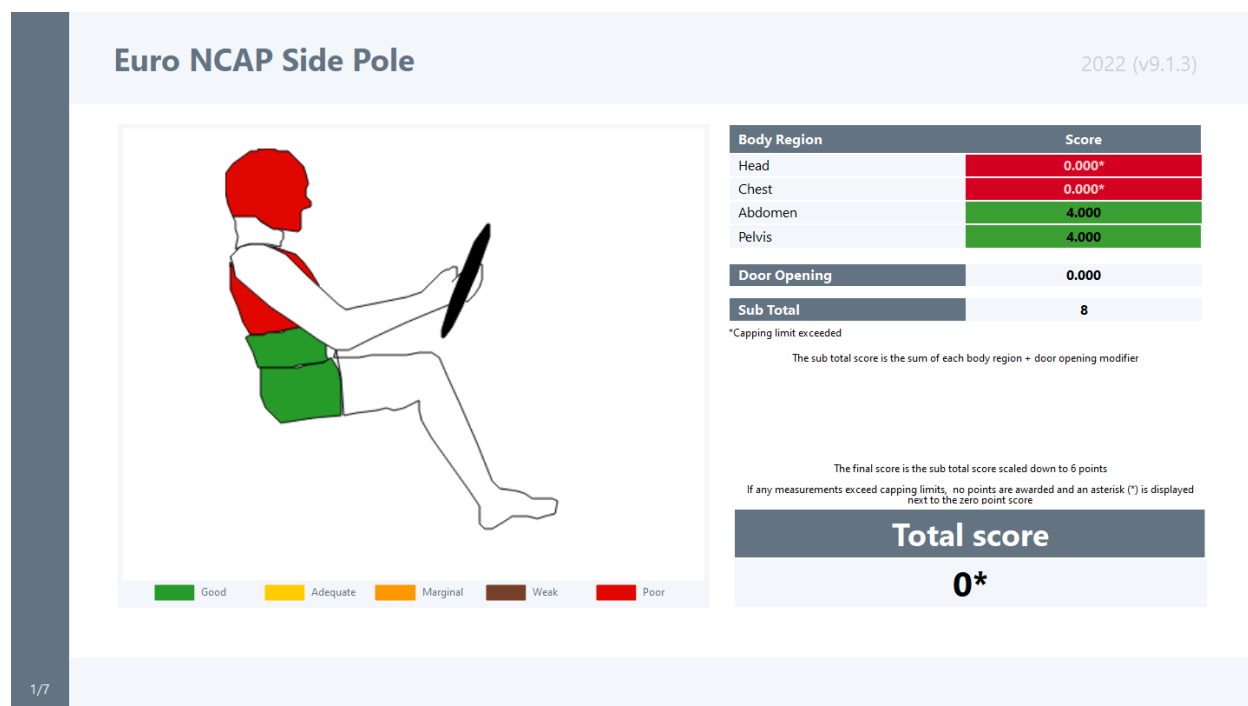 Euro NCAP Side Pole
2022 (v9.1.3)
Body Region Score
Head 0.000*
Chest 0.000*
Abdomen 4.000
Pelvis 4.000
Door Opening 0.000
Sub Total 8
*Capping limit exceeded
The sub total score is the sum of each body region + door opening modifier
The final score is the sub total score scaled down to 6 points
If any measurements exceed capping limits, no points are awarded and an asterisk (*) is displayed
next to the zero point score
Total score
0*
Good Adequate Marginal Weak Poor
1/7